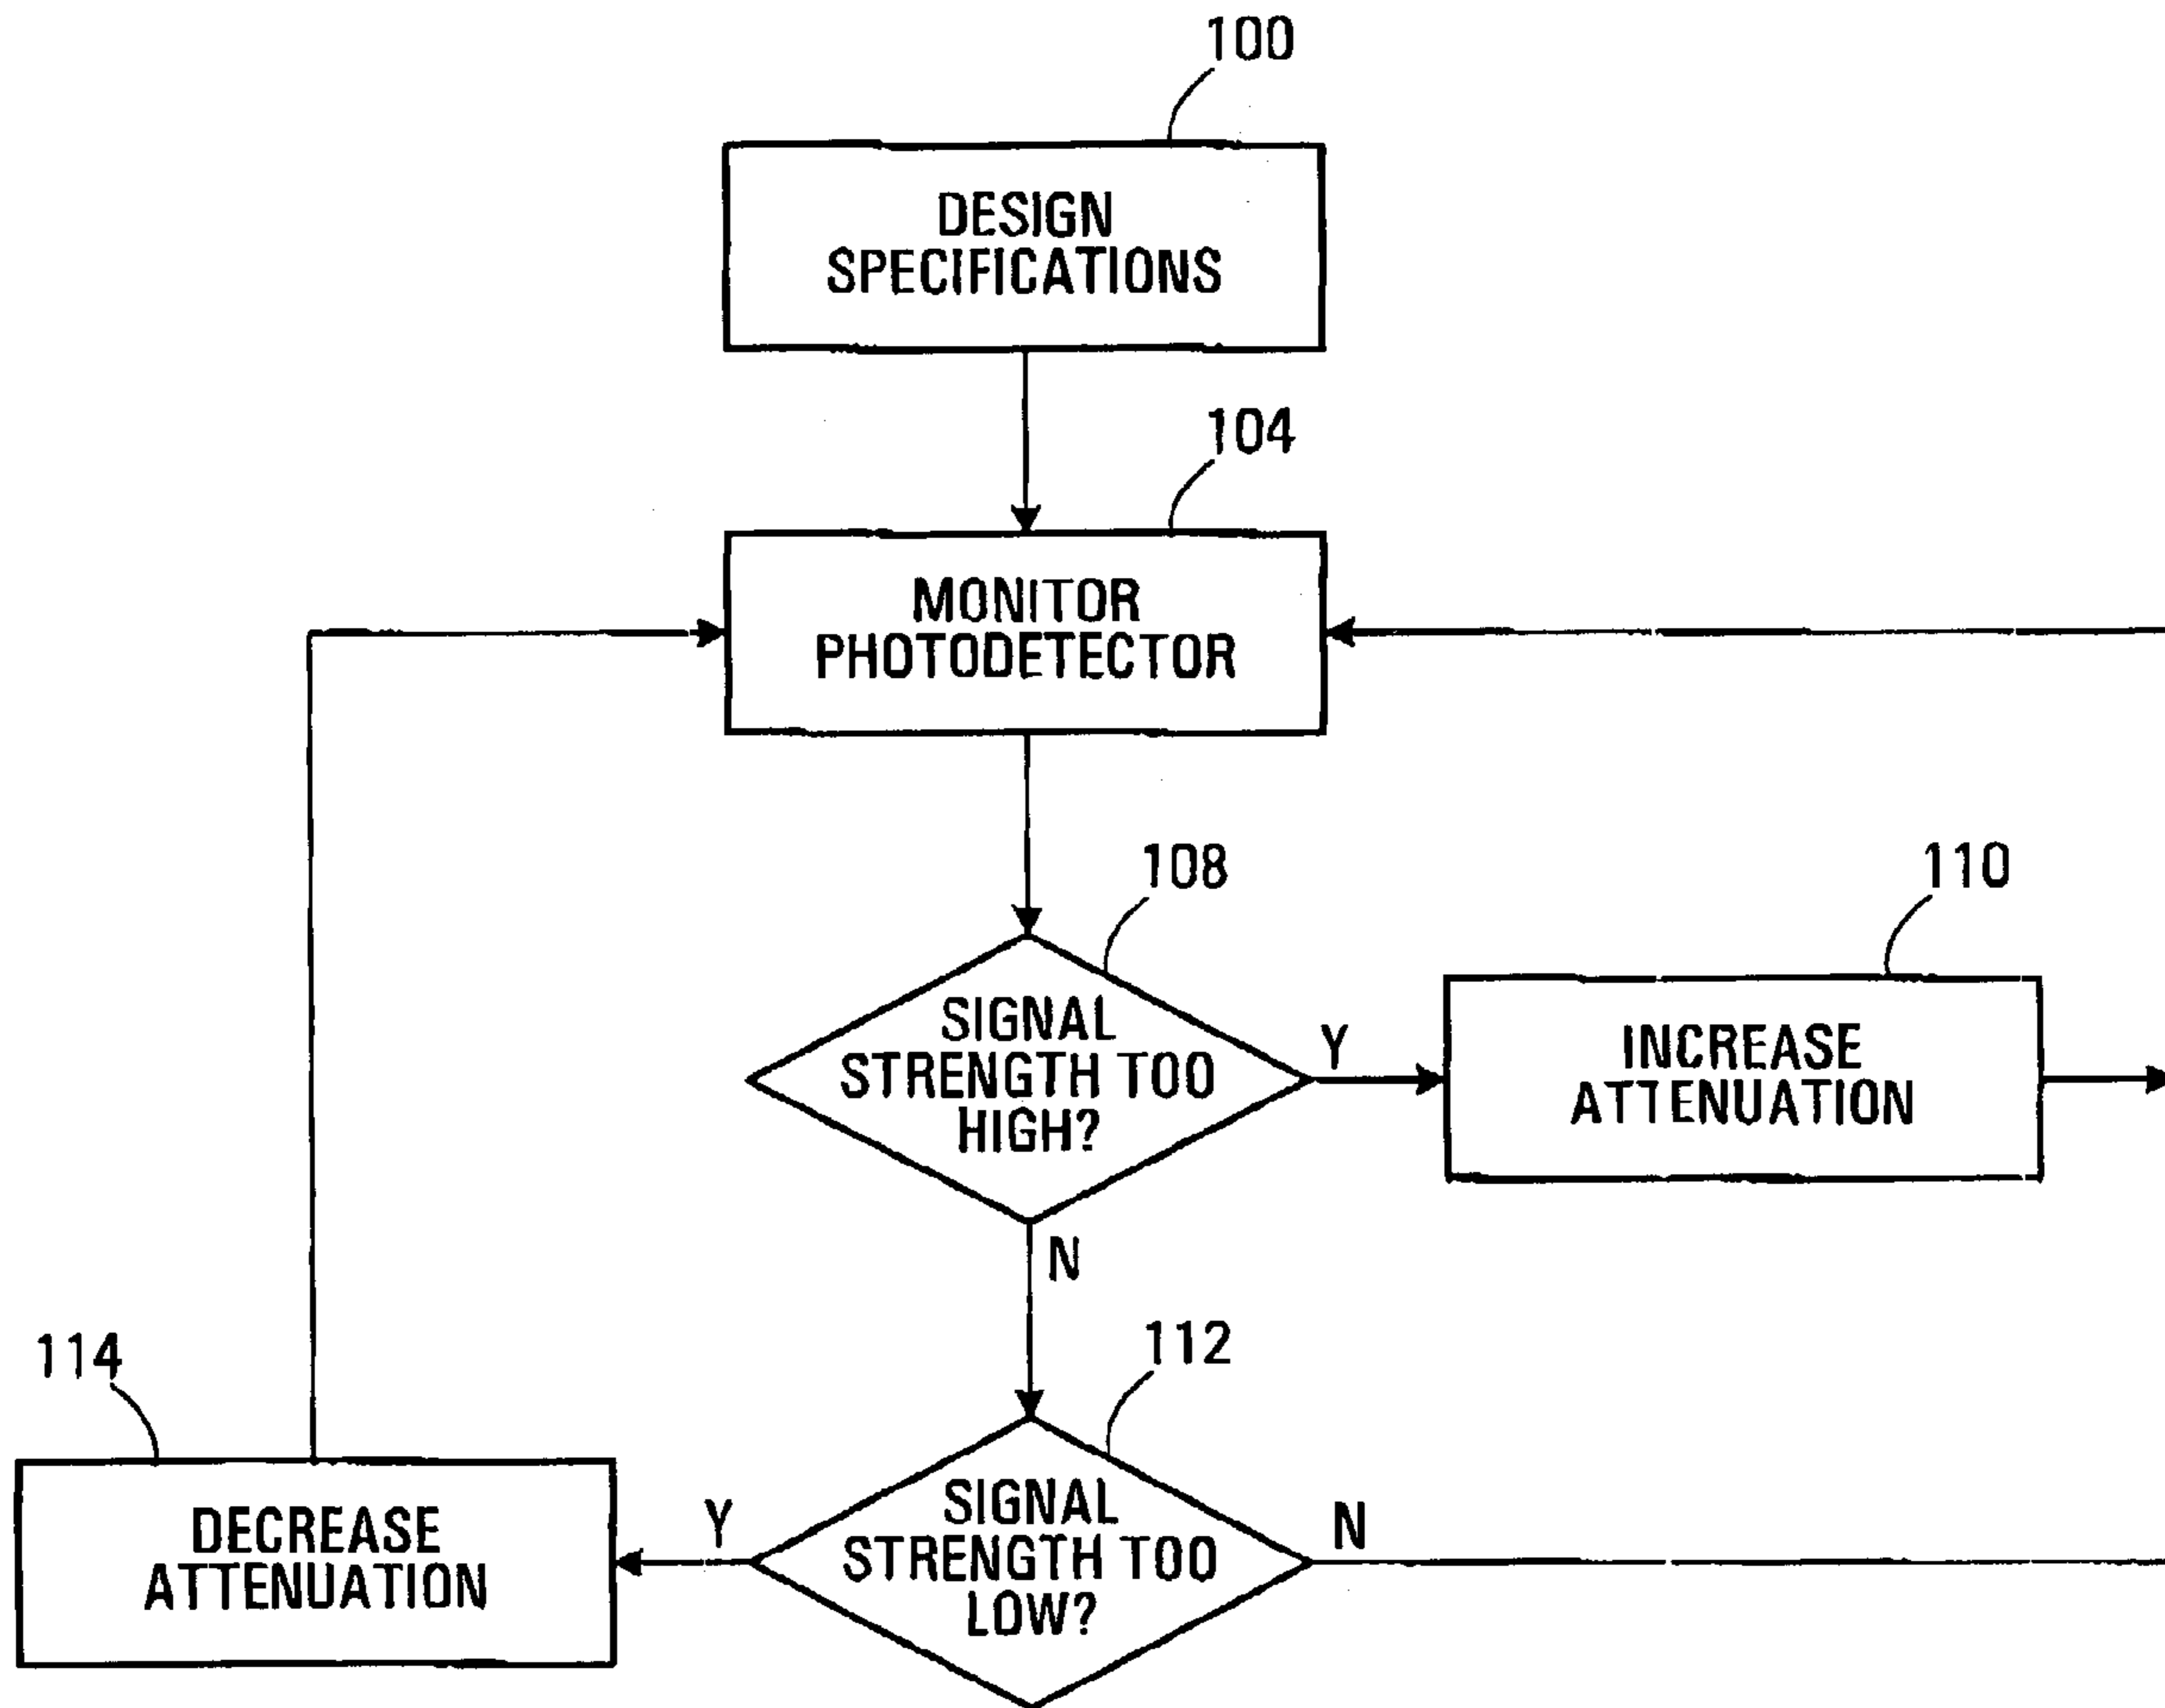 100
DESIGN
SPECIFICATIONS
104
MONITOR
PHOTODETECTOR
108
110
SIGNAL
STRENGTH TOO
HIGH?
Y
INCREASE
ATTENUATION
N
112
114
SIGNAL
STRENGTH TOO
LOW?
Y
N
DECREASE
ATTENUATION